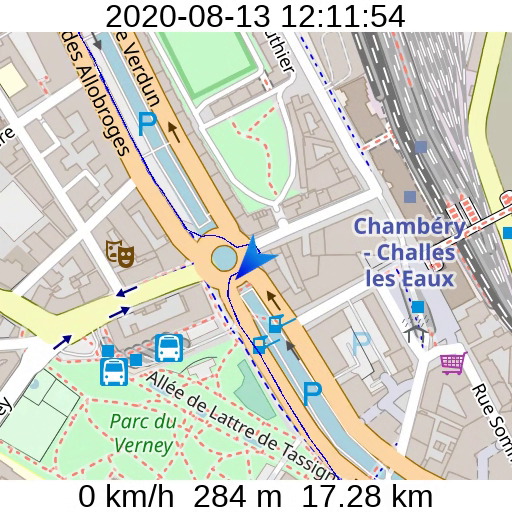 2020-08-13 12:11:54
des Allobroges
e Verdun
uthier
re
P
Chambéry
- Challes
les Eaux
P
P
Allée de Lattre de Tassign
Parc du
Verney
ey
Rue Somm
0 km/h 284 m 17.28 km